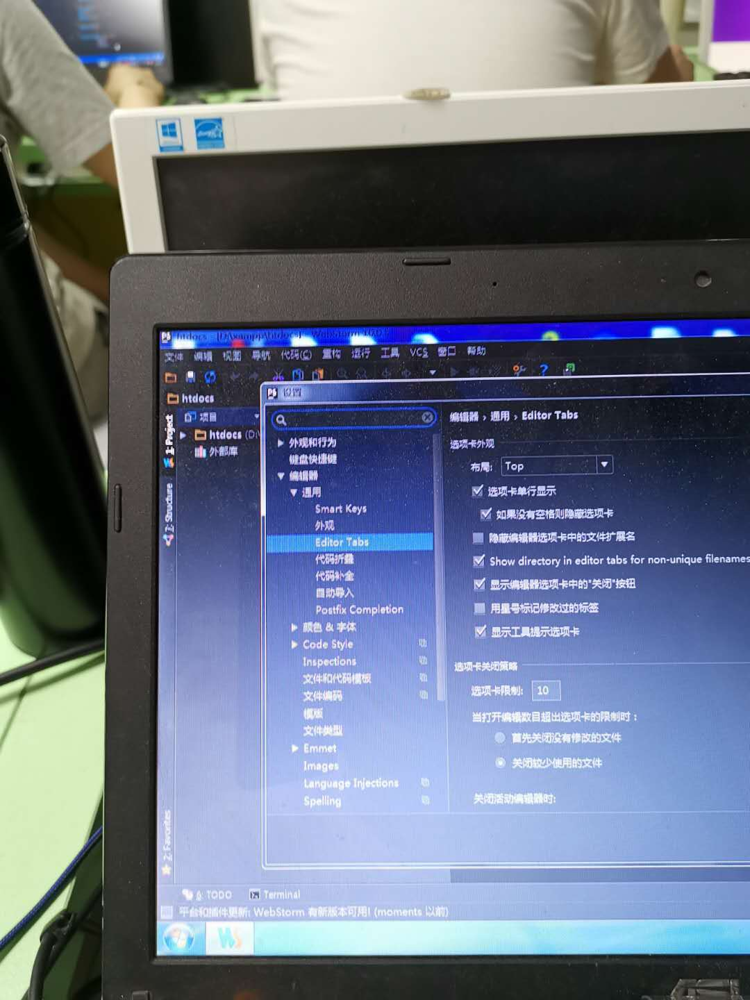 htdocs - [D:\xampp\htdocs] - WebStorm 10.0.
文件 编辑 视图 导航 代码(C) 重构 运行 工具 VCS 窗口 帮助
htdocs
设置
1: Project
项目
htdocs (D:\
外部库
7: Structure
2: Favorites
外观和行为
键盘快捷键
编辑器
通用
Smart Keys
外观
Editor Tabs
代码折叠
代码补全
自动导入
Postfix Completion
颜色 & 字体
Code Style
Inspections
文件和代码模板
文件编码
模版
文件类型
Emmet
Images
Language Injections
Spelling
编辑器 › 通用 › Editor Tabs
选项卡外观
布局: Top
选项卡单行显示
如果没有空格则隐藏选项卡
隐藏编辑器选项卡中的文件扩展名
Show directory in editor tabs for non-unique filenames
显示编辑器选项卡中的"关闭"按钮
用星号标记修改过的标签
显示工具提示选项卡
选项卡关闭策略
选项卡限制: 10
当打开编辑数目超出选项卡的限制时：
首先关闭没有修改的文件
关闭较少使用的文件
关闭活动编辑器时:
6: TODO Terminal
平台和插件更新: WebStorm 有新版本可用! (moments 以前)
WS